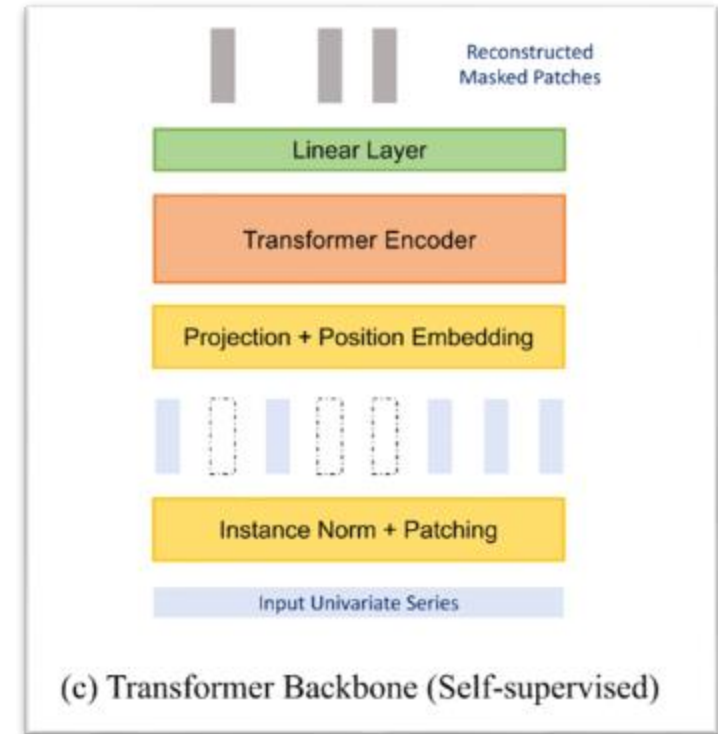 Reconstructed
Masked Patches
Linear Layer
Transformer Encoder
Projection + Position Embedding
Instance Norm + Patching
Input Univariate Series
(c) Transformer Backbone (Self-supervised)